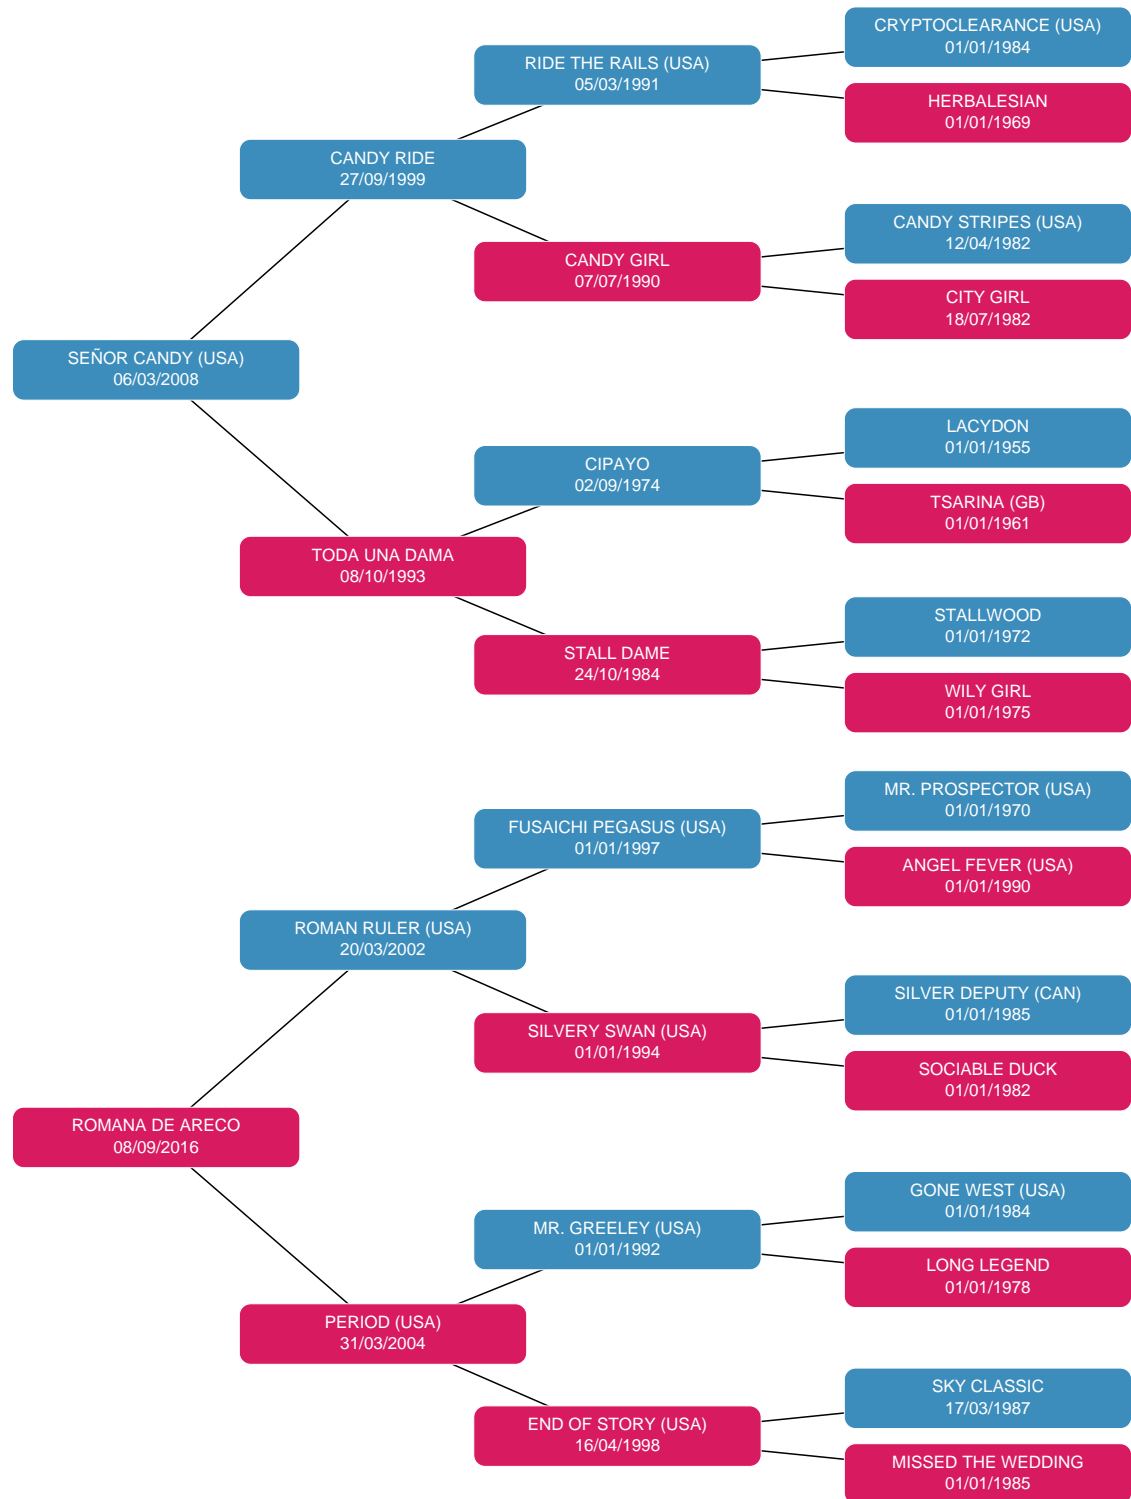 CRYPTOCLEARANCE (USA)
01/01/1984
RIDE THE RAILS (USA)
05/03/1991
HERBALESIAN
01/01/1969
CANDY RIDE
27/09/1999
CANDY STRIPES (USA)
12/04/1982
CANDY GIRL
07/07/1990
CITY GIRL
18/07/1982
SEÑOR CANDY (USA)
06/03/2008
LACYDON
01/01/1955
CIPAYO
02/09/1974
TSARINA (GB)
01/01/1961
TODA UNA DAMA
08/10/1993
STALLWOOD
01/01/1972
STALL DAME
24/10/1984
WILY GIRL
01/01/1975
MR. PROSPECTOR (USA)
01/01/1970
FUSAICHI PEGASUS (USA)
01/01/1997
ANGEL FEVER (USA)
01/01/1990
ROMAN RULER (USA)
20/03/2002
SILVER DEPUTY (CAN)
01/01/1985
SILVERY SWAN (USA)
01/01/1994
SOCIABLE DUCK
01/01/1982
ROMANA DE ARECO
08/09/2016
GONE WEST (USA)
01/01/1984
MR. GREELEY (USA)
01/01/1992
LONG LEGEND
01/01/1978
PERIOD (USA)
31/03/2004
SKY CLASSIC
17/03/1987
END OF STORY (USA)
16/04/1998
MISSED THE WEDDING
01/01/1985